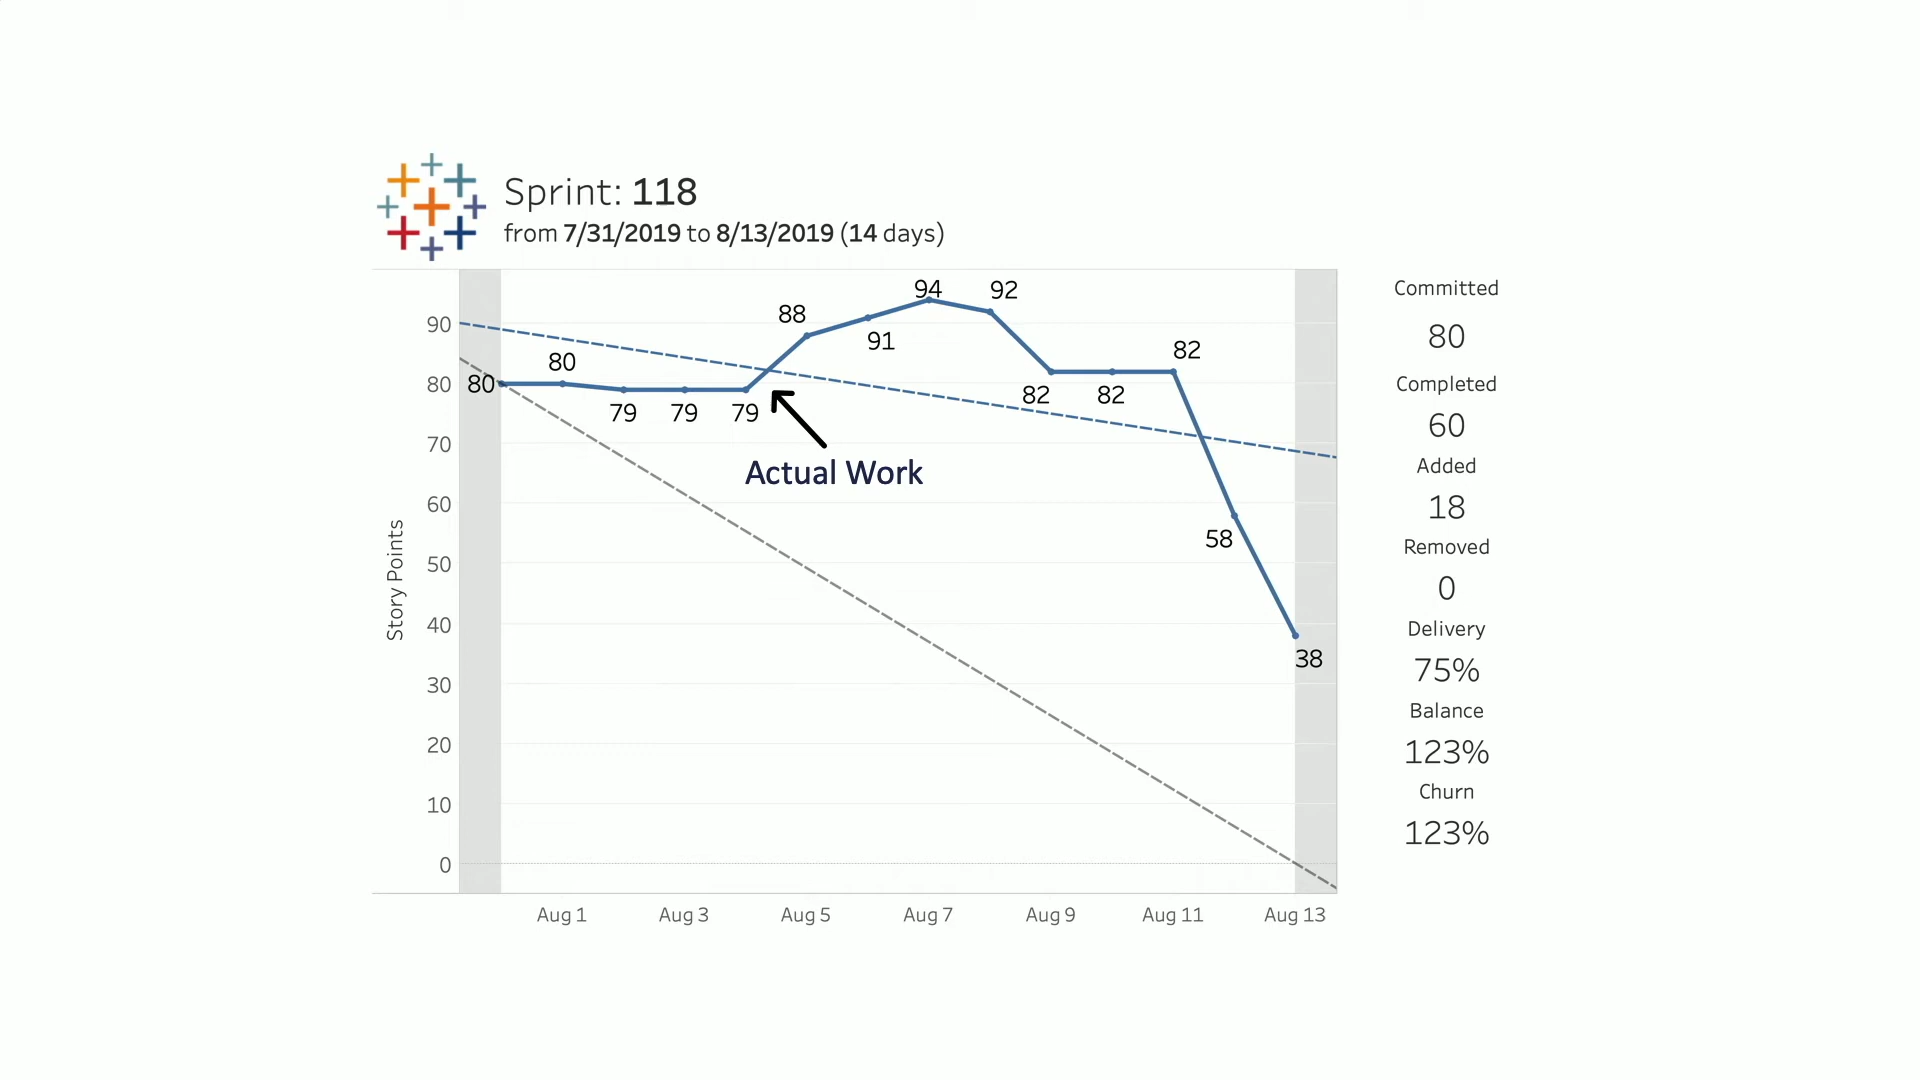 Sprint: 118
from 7/31/2019 to 8/13/2019 (14 days)
Story Points
90
80
70
60
50
40
30
20
10
0
80
80
79
79
79
88
91
94
92
82
82
82
58
38
Actual Work
Aug 1
Aug 3
Aug 5
Aug 7
Aug 9
Aug 11
Aug 13
Committed
80
Completed
60
Added
18
Removed
0
Delivery
75%
Balance
123%
Churn
123%